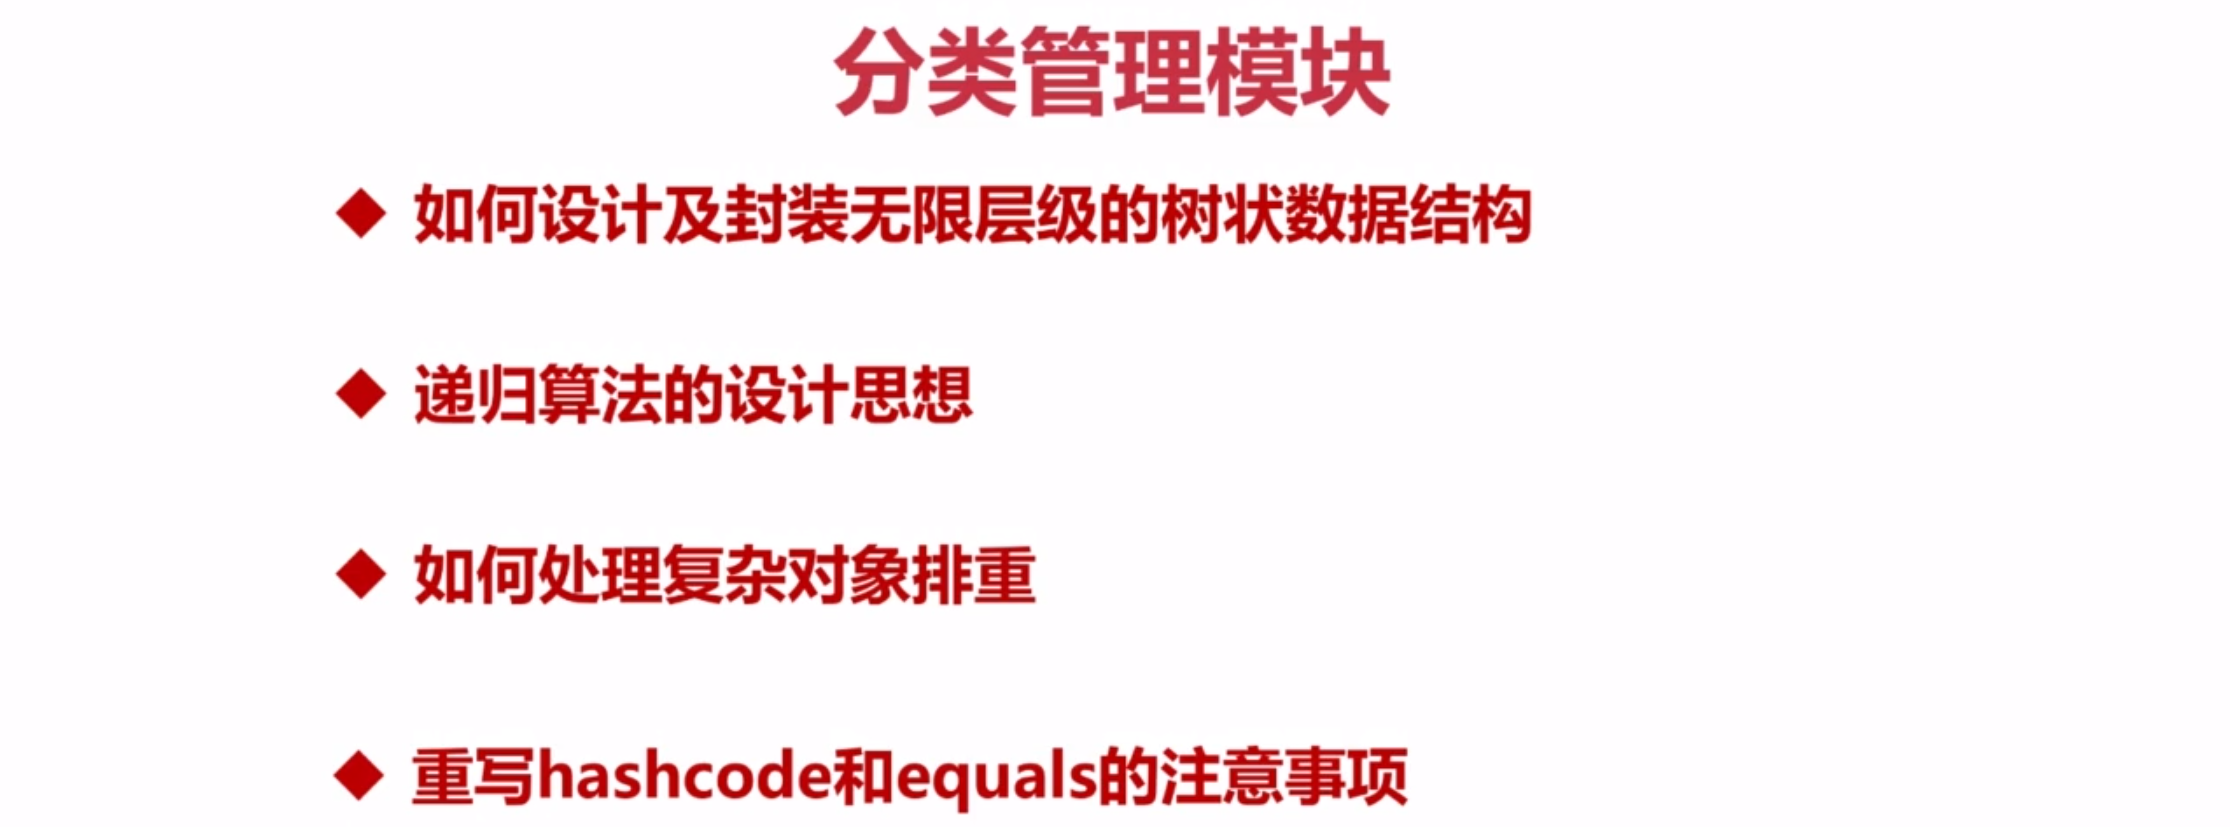 分类管理模块
◆ 如何设计及封装无限层级的树状数据结构
◆ 递归算法的设计思想
◆ 如何处理复杂对象排重
◆ 重写hashcode和equals的注意事项